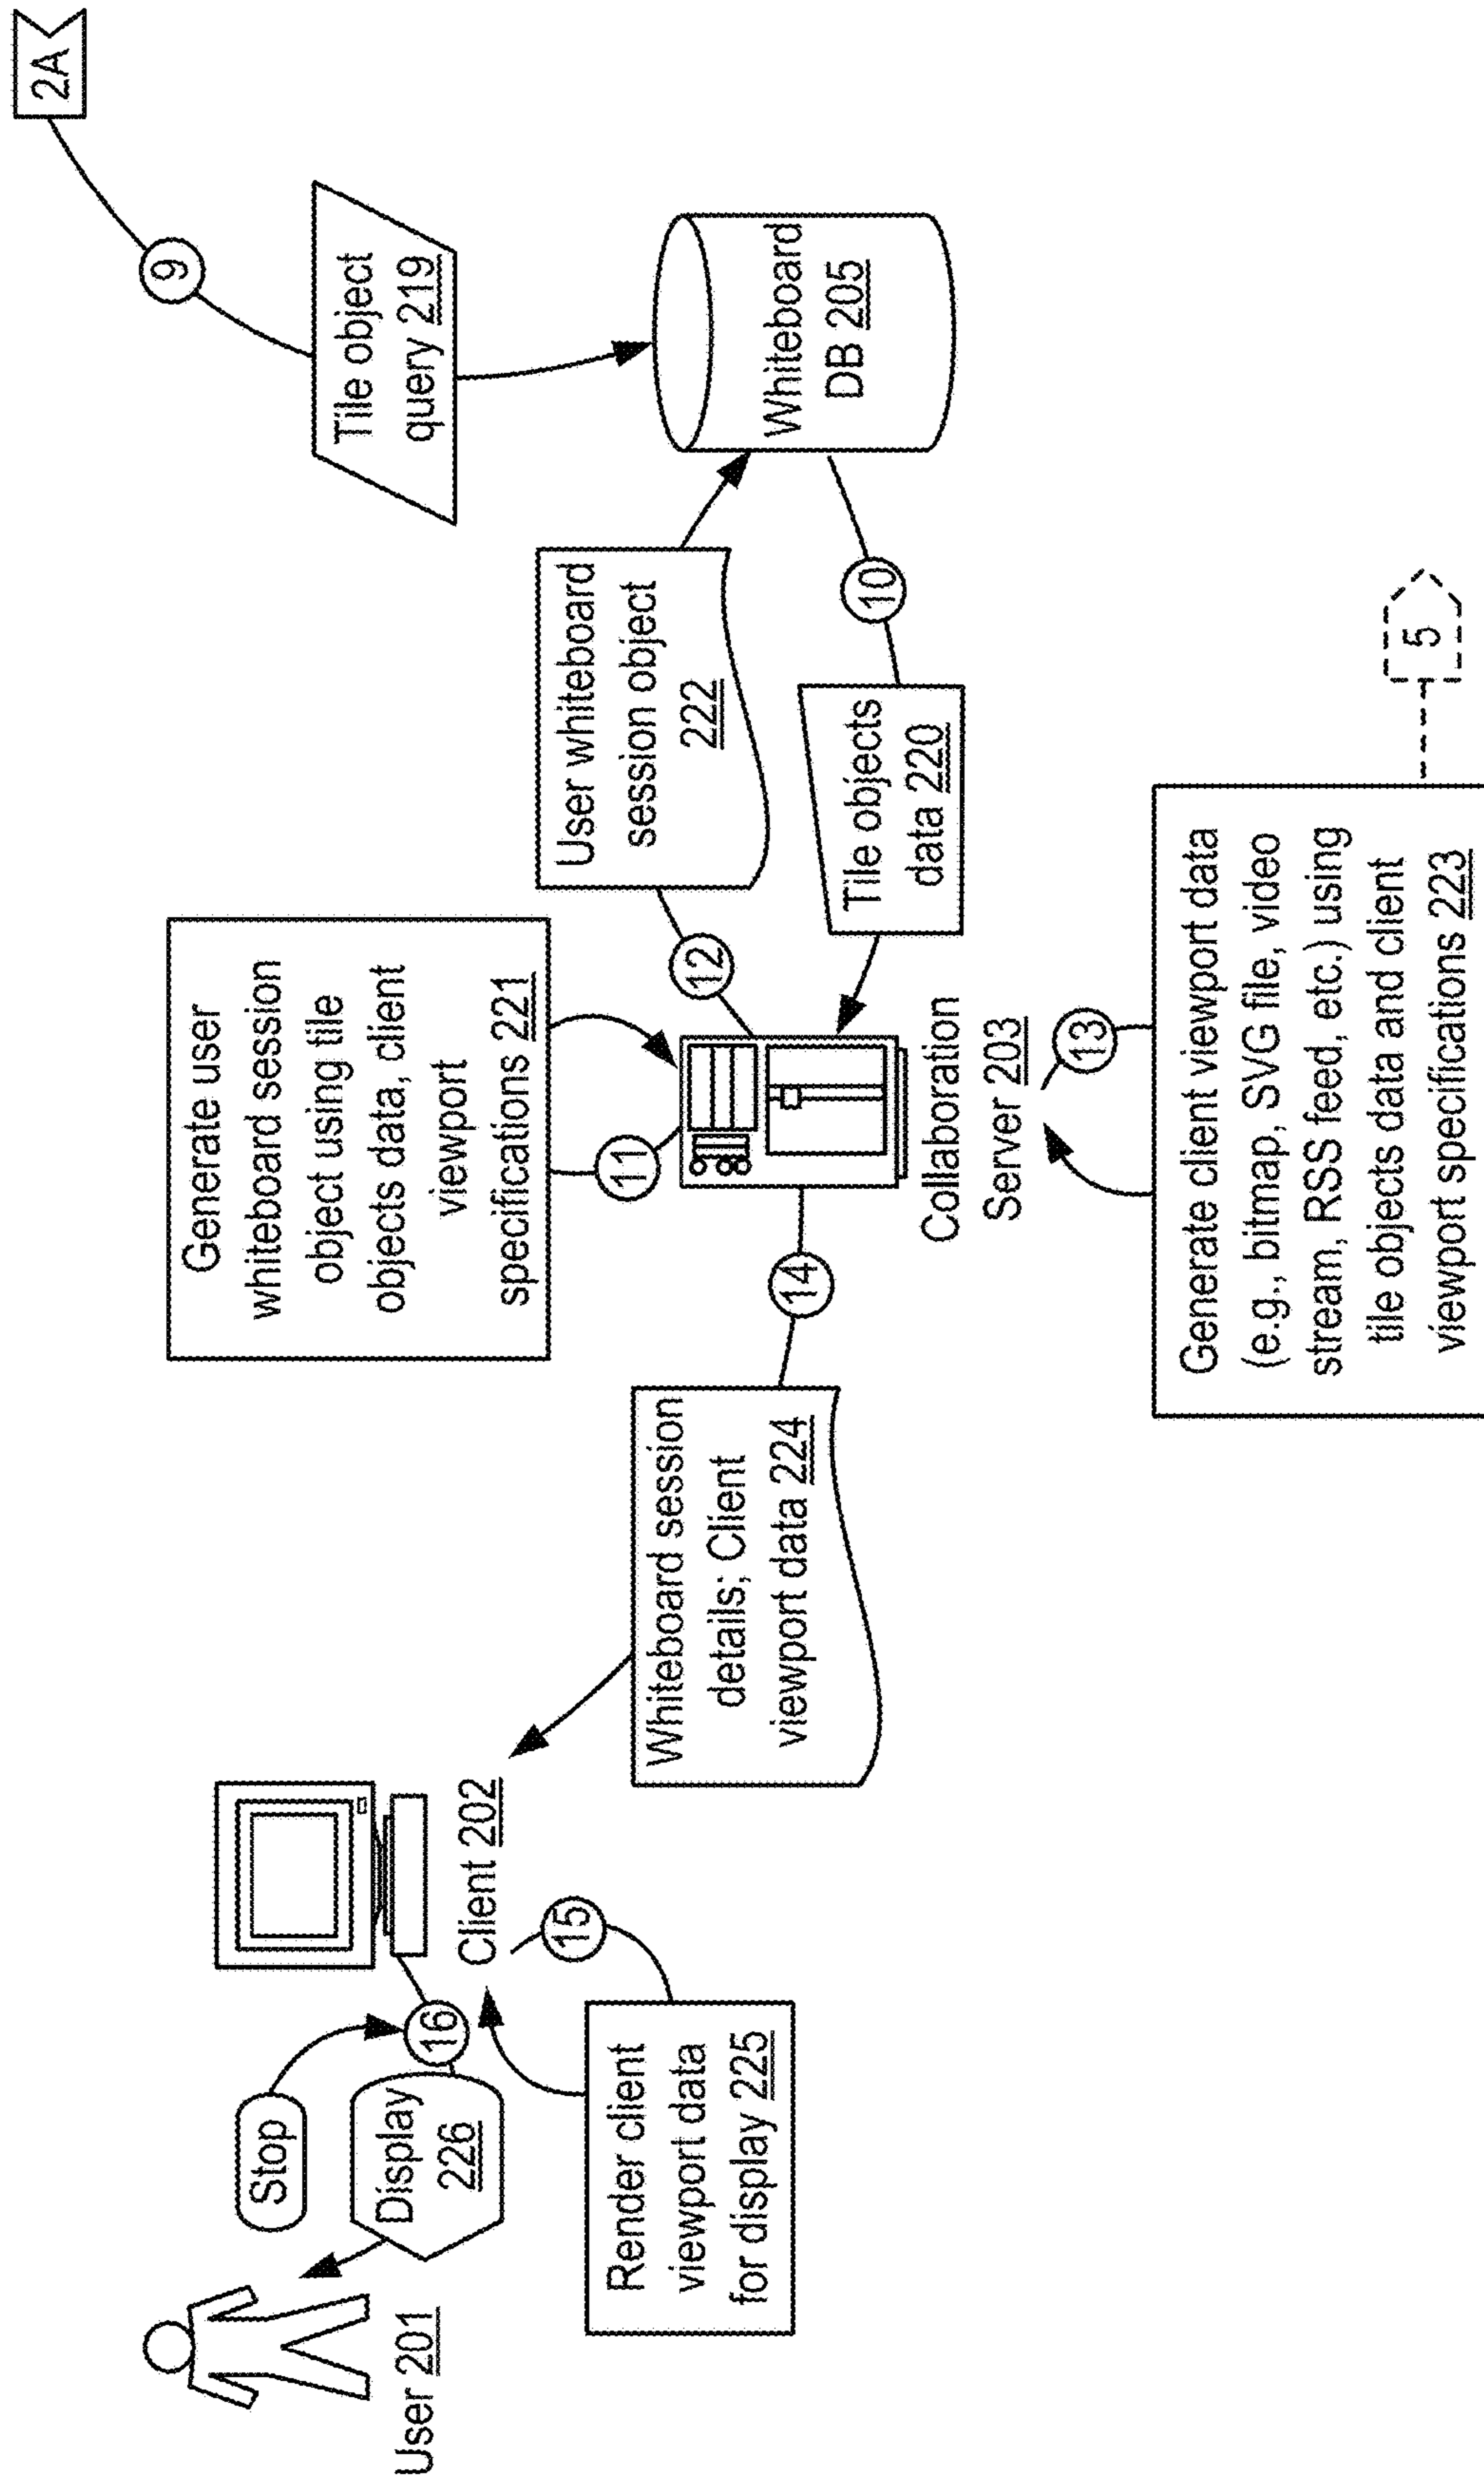 2A
9
Tile object
query 219
Whiteboard
DB 205
User whiteboard
session object
222
10
Tile objects
data 220
12
Generate user
whiteboard session
object using tile
objects data, client
viewport
specifications 221
11
Collaboration
Server 203
13
Generate client viewport data
(e.g., bitmap, SVG file, video
stream, RSS feed, etc.) using
tile objects data and client
viewport specifications 223
5
14
Whiteboard session
details; Client
viewport data 224
Client 202
15
Render client
viewport data
for display 225
16
Stop
Display
226
User 201